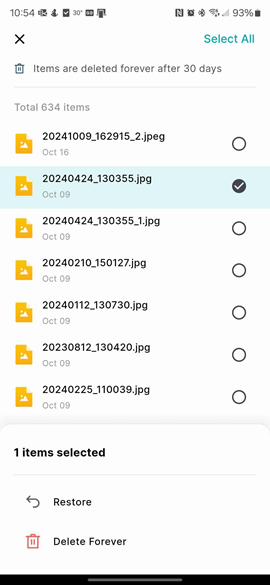 10:54
30°
93%
Select All
Items are deleted forever after 30 days
Total 634 items
20241009_162915_2.jpeg
Oct 16
20240424_130355.jpg
Oct 09
20240424_130355_1.jpg
Oct 09
20240210_150127.jpg
Oct 09
20240112_130730.jpg
Oct 09
20230812_130420.jpg
Oct 09
20240225_110039.jpg
Oct 09
1 items selected
Restore
Delete Forever